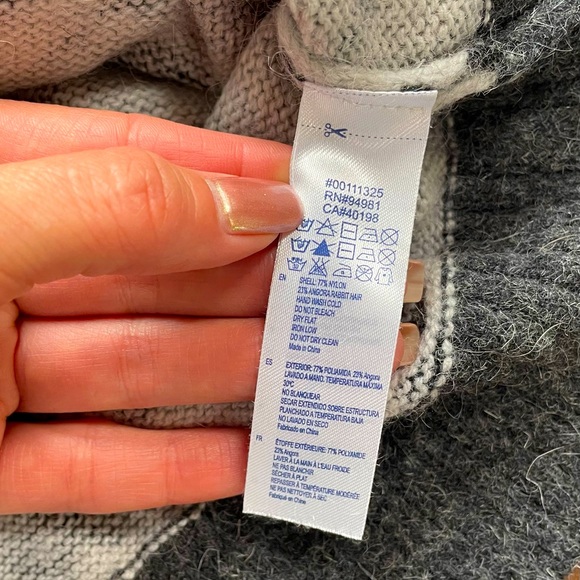 #00111325
RN#94981
CA#40198
EN
SHELL: 77% NYLON
23% ANGORA RABBIT HAIR
HAND WASH COLD
DO NOT BLEACH
DRY FLAT
IRON LOW
DO NOT DRY CLEAN
Made in China
ES
EXTERIOR: 77% POLIAMIDA 23% Angora
LAVADO A MANO. TEMPERATURA MÁXIMA
30ºC
NO BLANQUEAR
SECAR EXTENDIDO SOBRE ESTRUCTURA
PLANCHADO A TEMPERATURA BAJA
NO LAVADO EN SECO
Fabricado en China
FR
ÉTOFFE EXTÉRIEURE: 77% POLYAMIDE
23% Angora
LAVER À LA MAIN À L'EAU FROIDE
NE PAS BLANCHIR
SÉCHER À PLAT
REPASSER À TEMPÉRATURE MODÉRÉE
NE PAS NETTOYER À SEC
Fabriqué en China